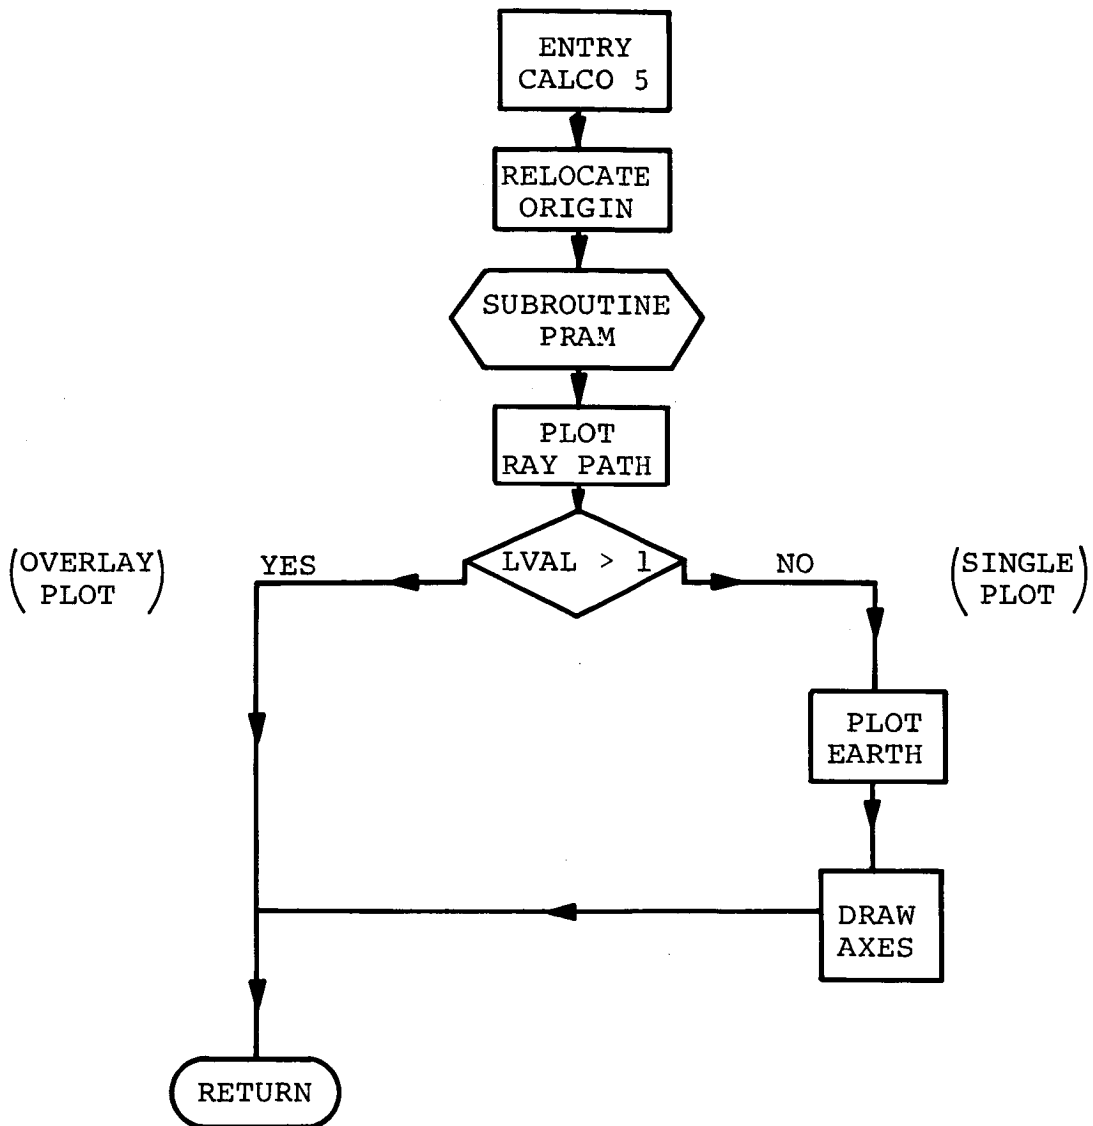 ENTRY
CALCO 5
RELOCATE
ORIGIN
SUBROUTINE
PRAM
PLOT
RAY PATH
LVAL > 1
YES
NO
(OVERLAY
PLOT)
(SINGLE
PLOT)
PLOT
EARTH
DRAW
AXES
RETURN